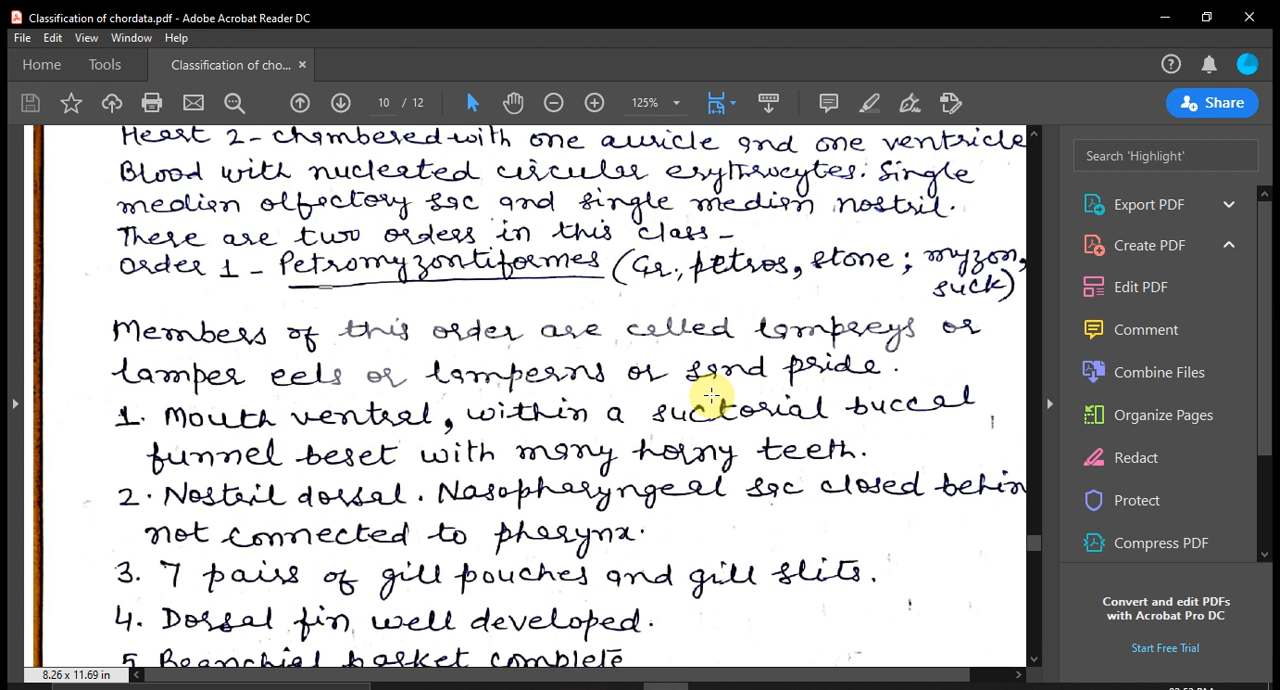 Classification of chordata.pdf - Adobe Acrobat Reader DC
File Edit View Window Help
Home Tools Classification of cho... ×
10 / 12 125% Share
Heart 2 - chambered with one auricle and one ventricle
Blood with nucleated circular erythrocytes. Single
median olfactory sac and single median nostril.
There are two orders in this class -
Order 1 - Petromyzontiformes (Gr., petros, stone; myzon,
suck)
Members of this order are called lampreys or
lamper eels or lamperns or sand pride.
1. Mouth ventral, within a suctorial buccal
funnel beset with many horny teeth.
2. Nostril dorsal. Nasopharyngeal sac closed behin
not connected to pharynx.
3. 7 pairs of gill pouches and gill slits.
4. Dorsal fin well developed.
5 Branchial basket complete
8.26 x 11.69 in
Search 'Highlight'
Export PDF
Create PDF
Edit PDF
Comment
Combine Files
Organize Pages
Redact
Protect
Compress PDF
Convert and edit PDFs
with Acrobat Pro DC
Start Free Trial